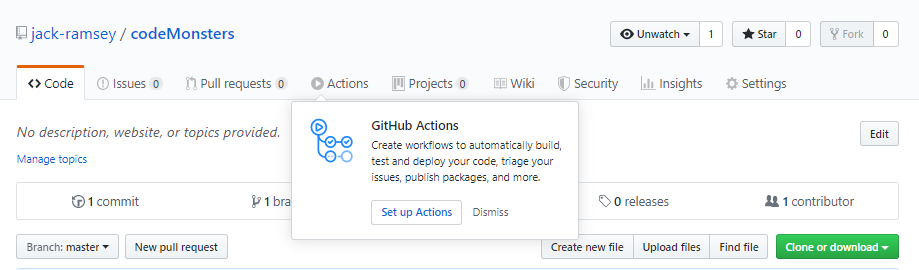 jack-ramsey / codeMonsters
Unwatch 1 Star 0 Fork 0
Code Issues 0 Pull requests 0 Actions Projects 0 Wiki Security Insights Settings
GitHub Actions
Create workflows to automatically build,
test and deploy your code, triage your
issues, publish packages, and more.
Set up Actions Dismiss
No description, website, or topics provided. Edit
Manage topics
1 commit 1 0 releases 1 contributor
Branch: master New pull request Create new file Upload files Find file Clone or download